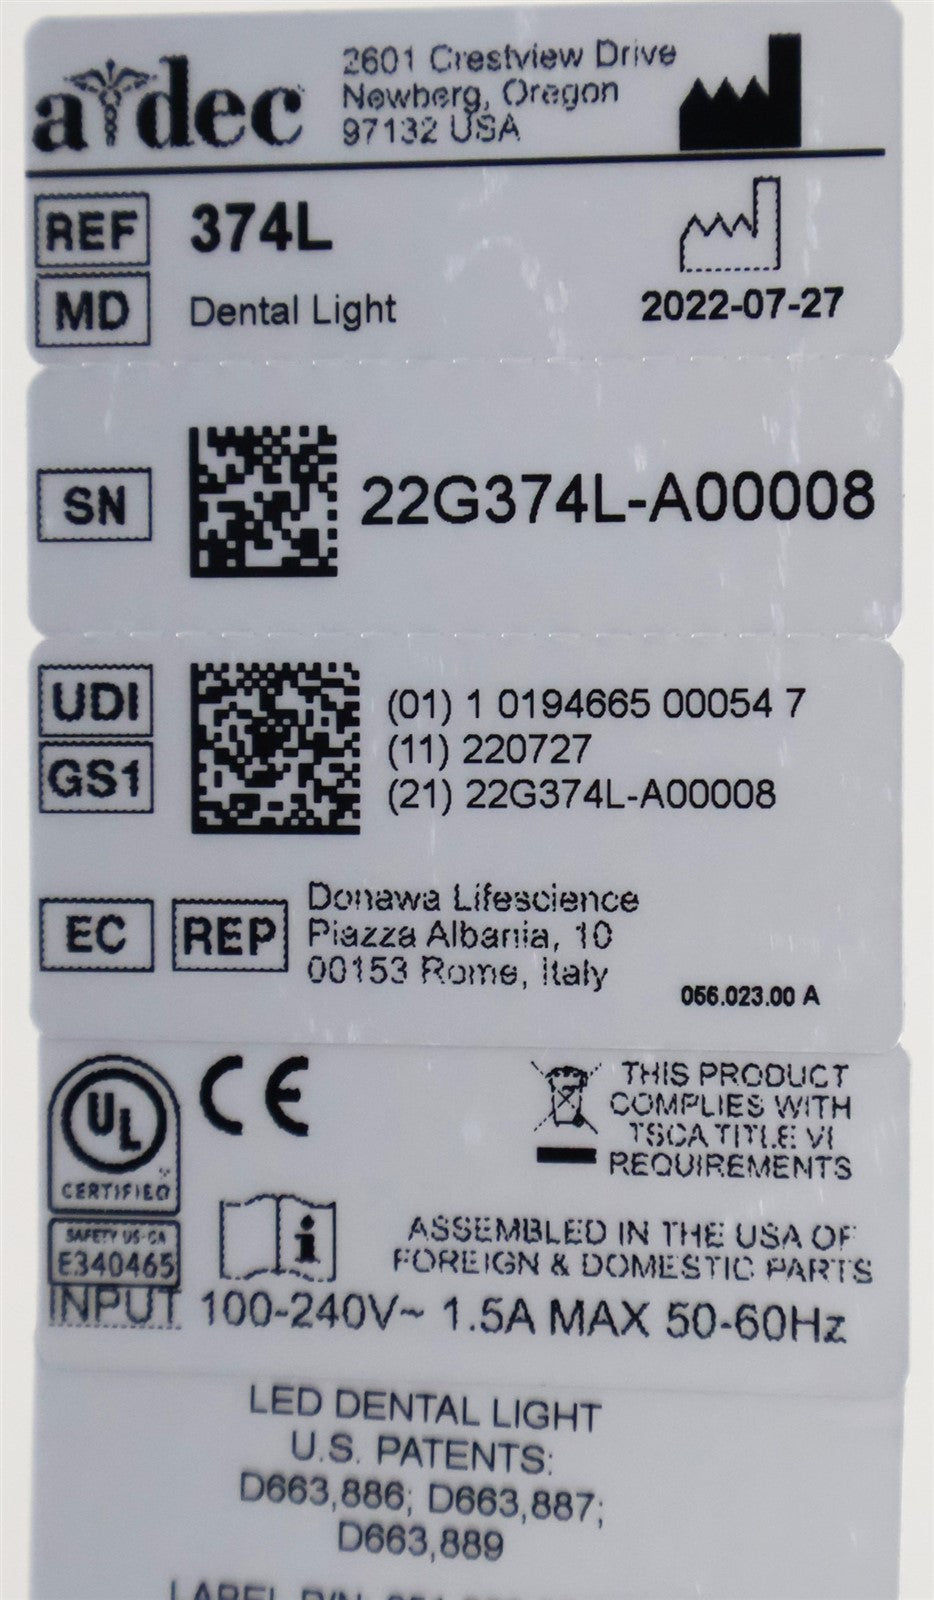 a dec
2601 Crestview Drive
Newberg, Oregon
97132 USA
REF 374L
MD Dental Light
2022-07-27
SN 22G374L-A00008
UDI (01) 1 0194665 00054 7
(11) 220727
GS1 (21) 22G374L-A00008
EC REP Donawa Lifescience
Piazza Albania, 10
00153 Rome, Italy
056.023.00 A
UL
CERTIFIED
SAFETY US-CA
E340465
CE
THIS PRODUCT
COMPLIES WITH
TSCA TITLE VI
REQUIREMENTS
ASSEMBLED IN THE USA OF
FOREIGN & DOMESTIC PARTS
INPUT 100-240V~ 1.5A MAX 50-60Hz
LED DENTAL LIGHT
U.S. PATENTS:
D663,886; D663,887;
D663,889
LABEL P/N: